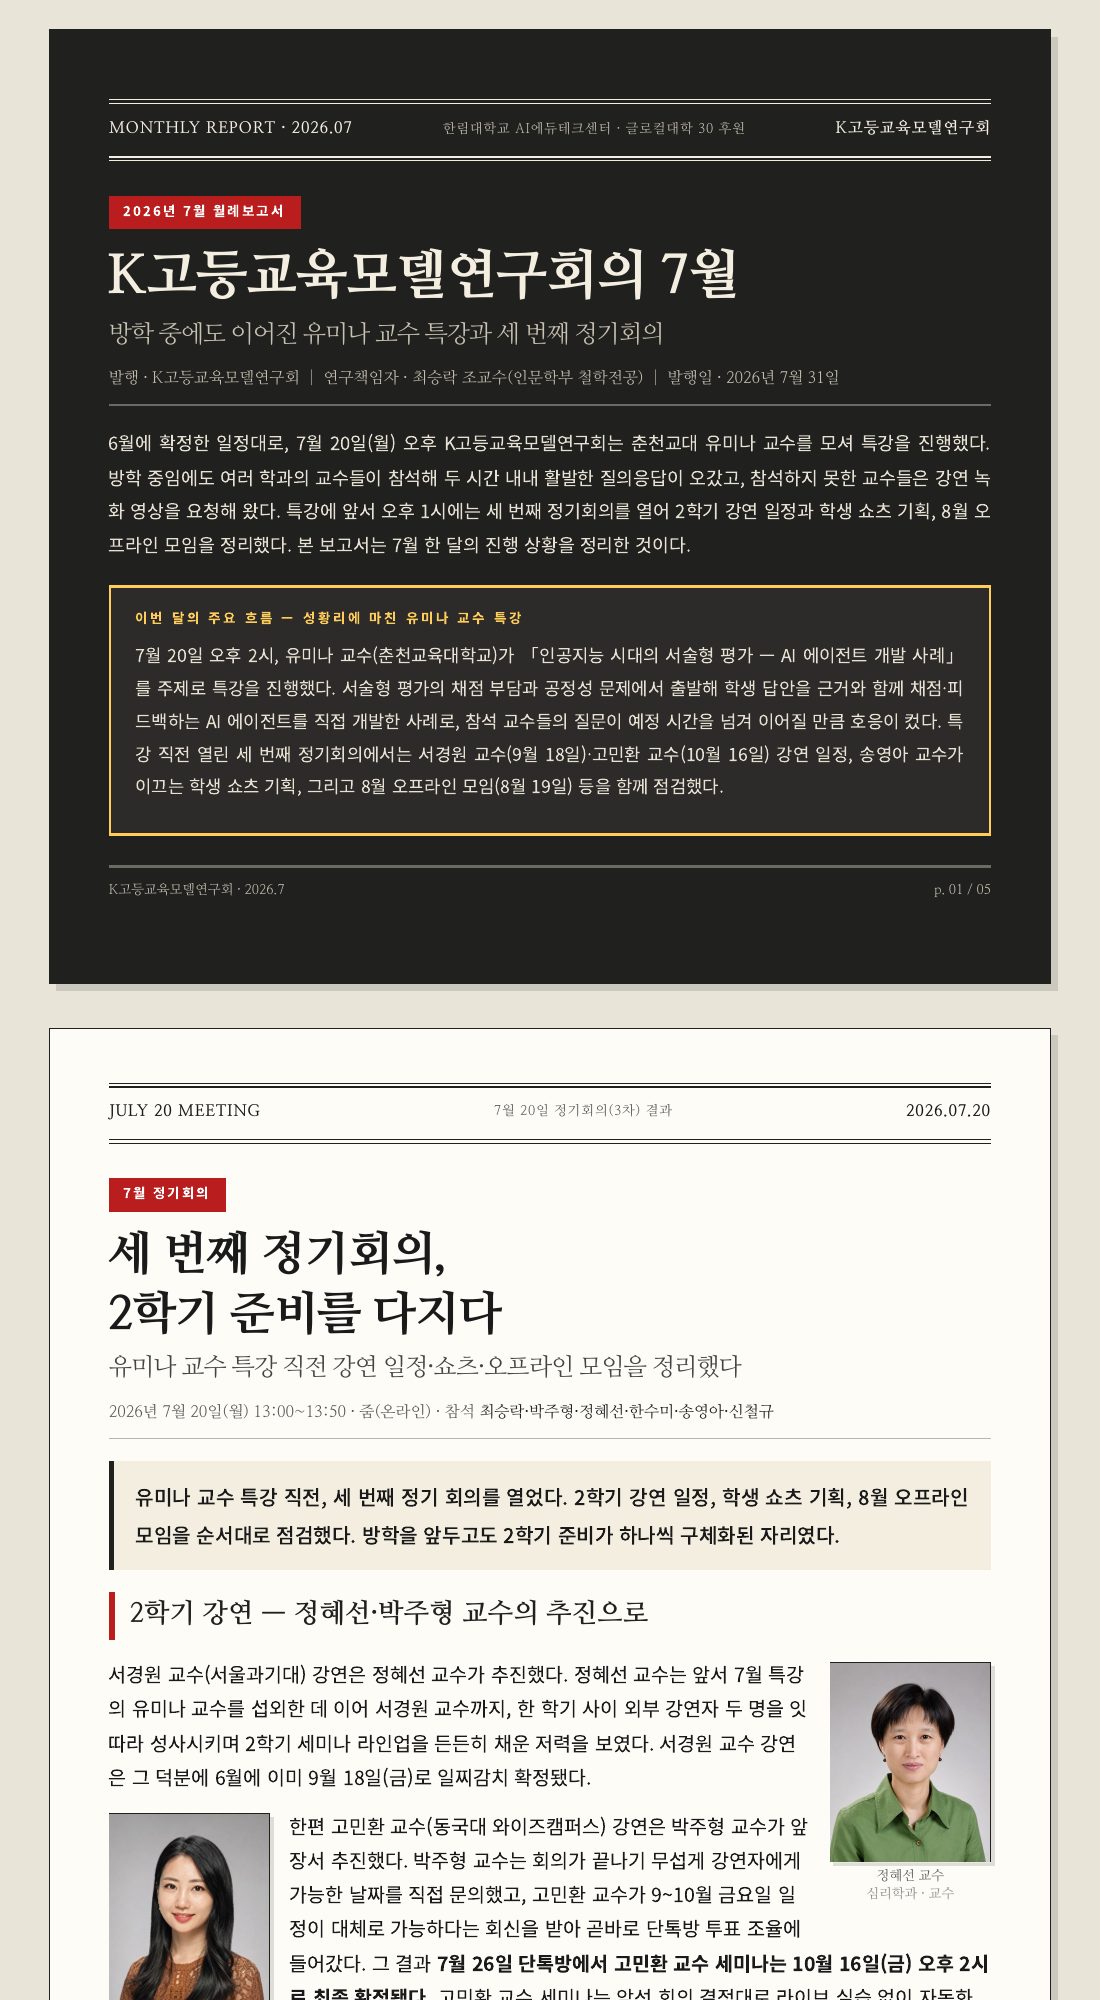 MONTHLY REPORT · 2026.07
한림대학교 AI에듀테크센터 · 글로컬대학 30 후원
K고등교육모델연구회
2026년 7월 월례보고서
K고등교육모델연구회의 7월
방학 중에도 이어진 유미나 교수 특강과 세 번째 정기회의
발행 · K고등교육모델연구회 | 연구책임자 · 최승락 조교수(인문학부 철학전공) | 발행일 · 2026년 7월 31일
6월에 확정한 일정대로, 7월 20일(월) 오후 K고등교육모델연구회는 춘천교대 유미나 교수를 모셔 특강을 진행했다.
방학 중임에도 여러 학과의 교수들이 참석해 두 시간 내내 활발한 질의응답이 오갔고, 참석하지 못한 교수들은 강연 녹
화 영상을 요청해 왔다. 특강에 앞서 오후 1시에는 세 번째 정기회의를 열어 2학기 강연 일정과 학생 쇼츠 기획, 8월 오
프라인 모임을 정리했다. 본 보고서는 7월 한 달의 진행 상황을 정리한 것이다.
이번 달의 주요 흐름 — 성황리에 마친 유미나 교수 특강
7월 20일 오후 2시, 유미나 교수(춘천교육대학교)가 「인공지능 시대의 서술형 평가 — AI 에이전트 개발 사례」
를 주제로 특강을 진행했다. 서술형 평가의 채점 부담과 공정성 문제에서 출발해 학생 답안을 근거와 함께 채점·피
드백하는 AI 에이전트를 직접 개발한 사례로, 참석 교수들의 질문이 예정 시간을 넘겨 이어질 만큼 호응이 컸다. 특
강 직전 열린 세 번째 정기회의에서는 서경원 교수(9월 18일)·고민환 교수(10월 16일) 강연 일정, 송영아 교수가
이끄는 학생 쇼츠 기획, 그리고 8월 오프라인 모임(8월 19일) 등을 함께 점검했다.
K고등교육모델연구회 · 2026.7
p. 01 / 05
JULY 20 MEETING
7월 20일 정기회의(3차) 결과
2026.07.20
7월 정기회의
세 번째 정기회의,
2학기 준비를 다지다
유미나 교수 특강 직전 강연 일정·쇼츠·오프라인 모임을 정리했다
2026년 7월 20일(월) 13:00~13:50 · 줌(온라인) · 참석 최승락·박주형·정혜선·한수미·송영아·신철규
유미나 교수 특강 직전, 세 번째 정기 회의를 열었다. 2학기 강연 일정, 학생 쇼츠 기획, 8월 오프라인
모임을 순서대로 점검했다. 방학을 앞두고도 2학기 준비가 하나씩 구체화된 자리였다.
2학기 강연 — 정혜선·박주형 교수의 추진으로
서경원 교수(서울과기대) 강연은 정혜선 교수가 추진했다. 정혜선 교수는 앞서 7월 특강
의 유미나 교수를 섭외한 데 이어 서경원 교수까지, 한 학기 사이 외부 강연자 두 명을 잇
따라 성사시키며 2학기 세미나 라인업을 든든히 채운 저력을 보였다. 서경원 교수 강연
은 그 덕분에 6월에 이미 9월 18일(금)로 일찌감치 확정됐다.
정혜선 교수
심리학과 · 교수
한편 고민환 교수(동국대 와이즈캠퍼스) 강연은 박주형 교수가 앞
장서 추진했다. 박주형 교수는 회의가 끝나기 무섭게 강연자에게
가능한 날짜를 직접 문의했고, 고민환 교수가 9~10월 금요일 일
정이 대체로 가능하다는 회신을 받아 곧바로 단톡방 투표 조율에
들어갔다. 그 결과 7월 26일 단톡방에서 고민환 교수 세미나는 10월 16일(금) 오후 2시
로 최종 확정됐다. 고민환 교수 세미나는 앞선 회의 결정대로 라이브 실습 없이 자동화